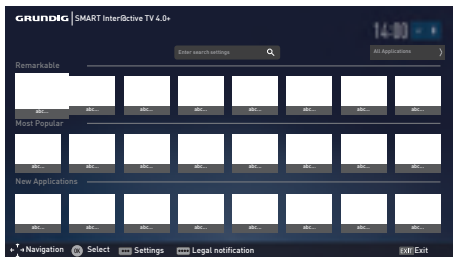 GRUNDIG SMART Inter@ctive TV 4.0+
14:00
Enter search settings
All Applications
Remarkable
abc... abc... abc... abc... abc... abc... abc... abc...
Most Popular
abc... abc... abc... abc... abc... abc... abc... abc...
New Applications
abc... abc... abc... abc... abc... abc... abc... abc...
Navigation OK Select Settings Legal notification EXIT Exit